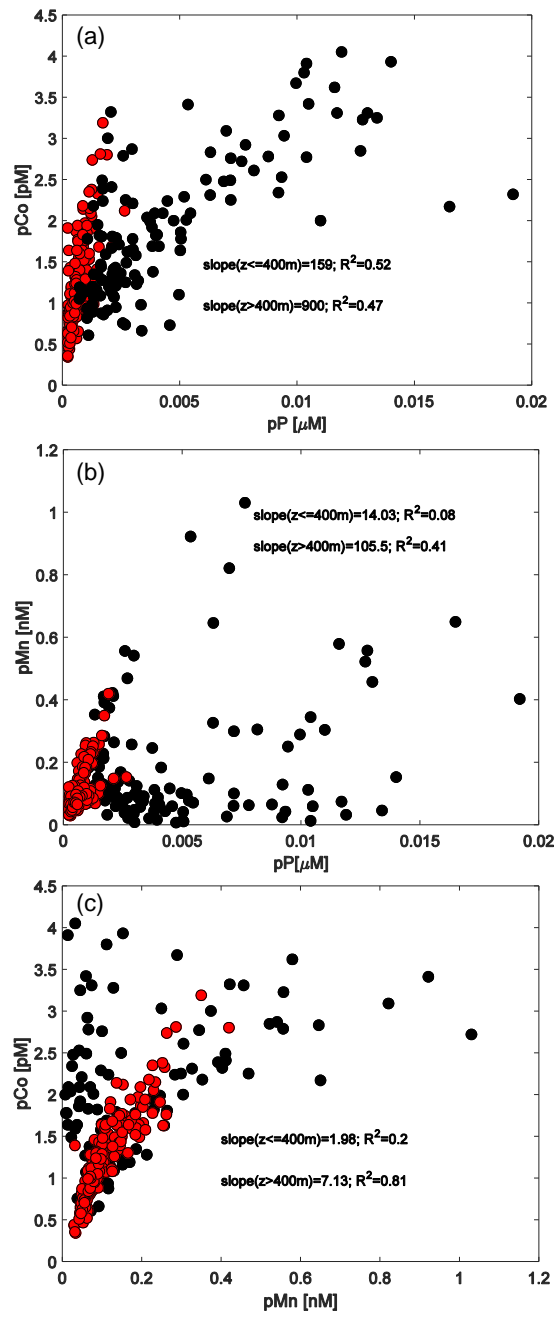 (a)
4.5
4
3.5
3
2.5
2
1.5
1
0.5
0
pCo [pM]
slope(z<=400m)=159; R²=0.52
slope(z>400m)=900; R²=0.47
0 0.005 0.01 0.015 0.02
pP [μM]
(b)
1.2
1
0.8
0.6
0.4
0.2
0
pMn [nM]
slope(z<=400m)=14.03; R²=0.08
slope(z>400m)=105.5; R²=0.41
0 0.005 0.01 0.015 0.02
pP[μM]
(c)
4.5
4
3.5
3
2.5
2
1.5
1
0.5
0
pCo [pM]
slope(z<=400m)=1.98; R²=0.2
slope(z>400m)=7.13; R²=0.81
0 0.2 0.4 0.6 0.8 1 1.2
pMn [nM]